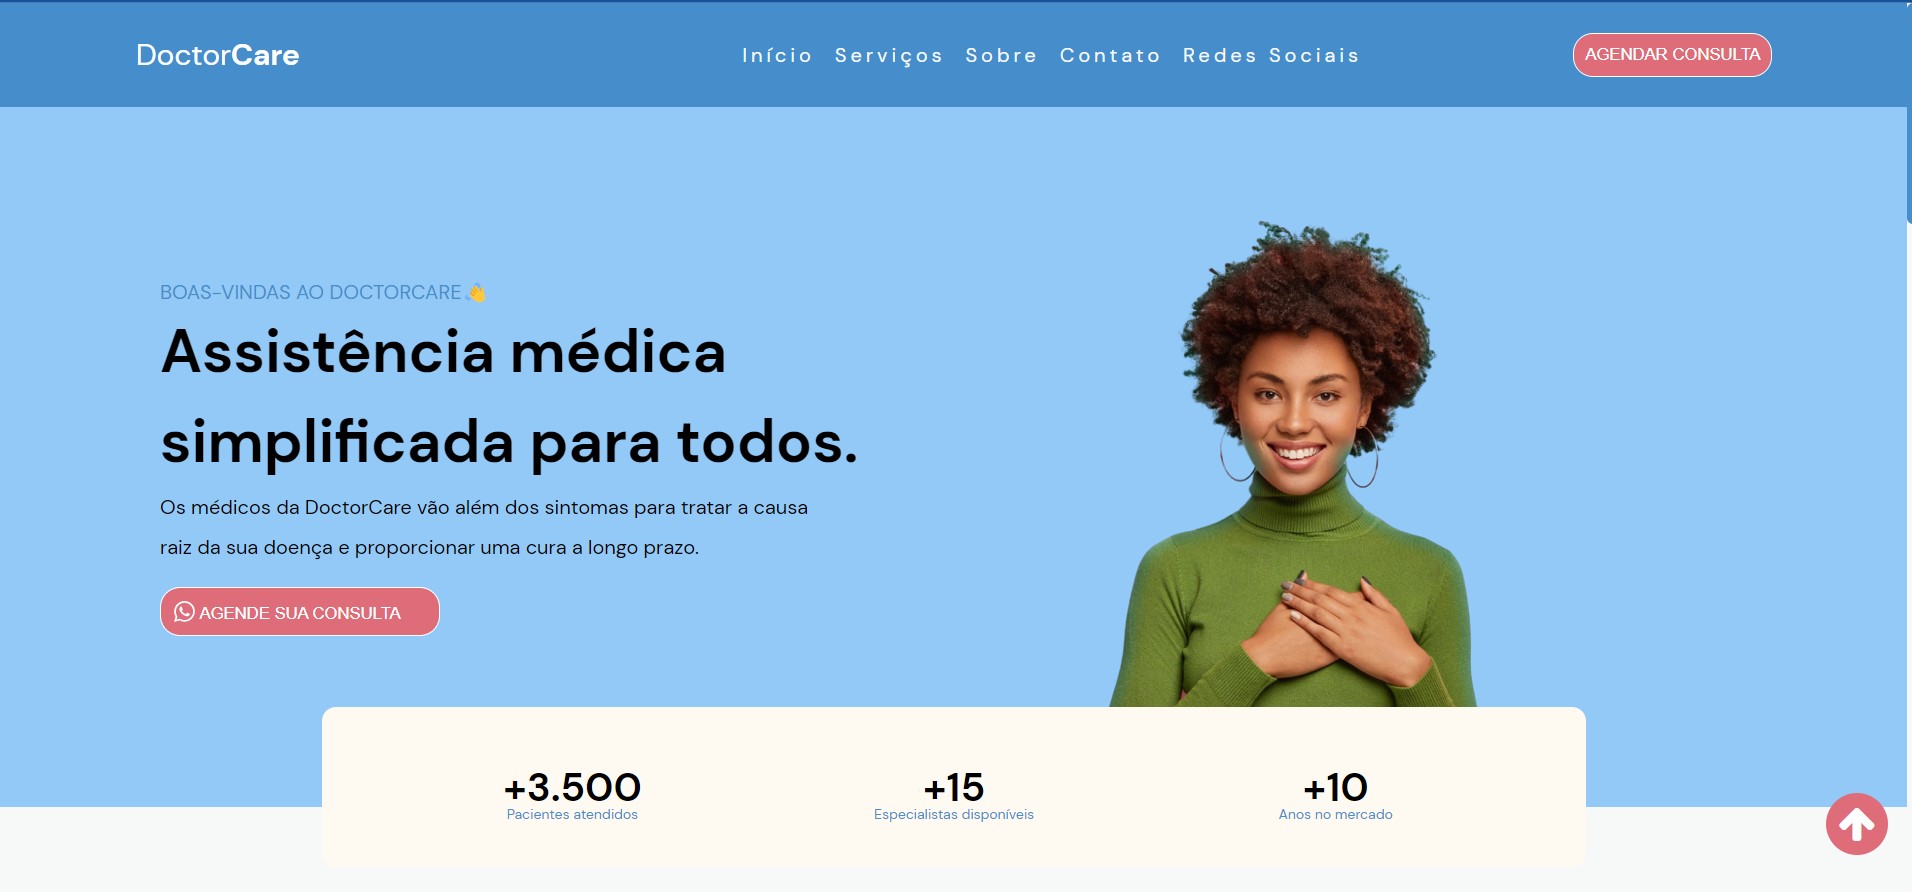 DoctorCare
Início Serviços Sobre Contato Redes Sociais
AGENDAR CONSULTA
BOAS-VINDAS AO DOCTORCARE 👋
Assistência médica
simplificada para todos.
Os médicos da DoctorCare vão além dos sintomas para tratar a causa
raiz da sua doença e proporcionar uma cura a longo prazo.
AGENDE SUA CONSULTA
+3.500
Pacientes atendidos
+15
Especialistas disponíveis
+10
Anos no mercado